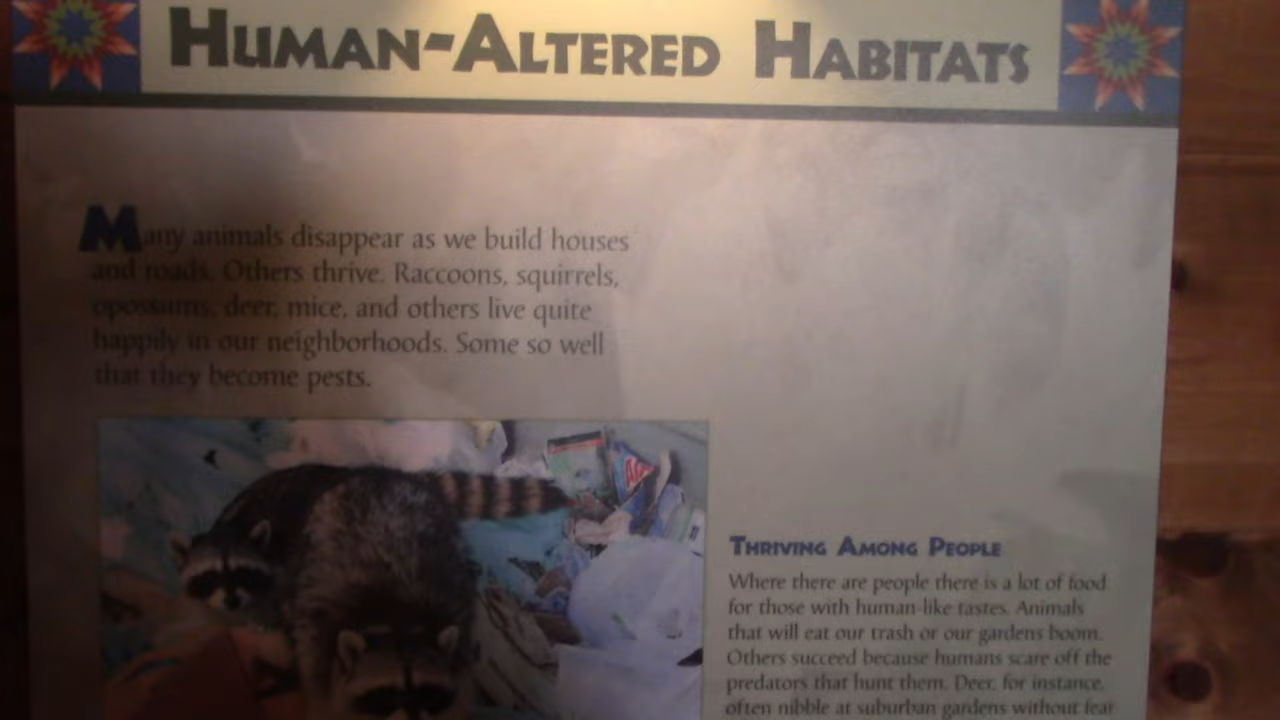 HUMAN-ALTERED HABITATS
Many animals disappear as we build houses
and roads. Others thrive. Raccoons, squirrels,
opossums, deer, mice, and others live quite
happily in our neighborhoods. Some so well
that they become pests.
THRIVING AMONG PEOPLE
Where there are people there is a lot of food
for those with human-like tastes. Animals
that will eat our trash or our gardens boom.
Others succeed because humans scare off the
predators that hunt them. Deer, for instance,
often nibble at suburban gardens without fear